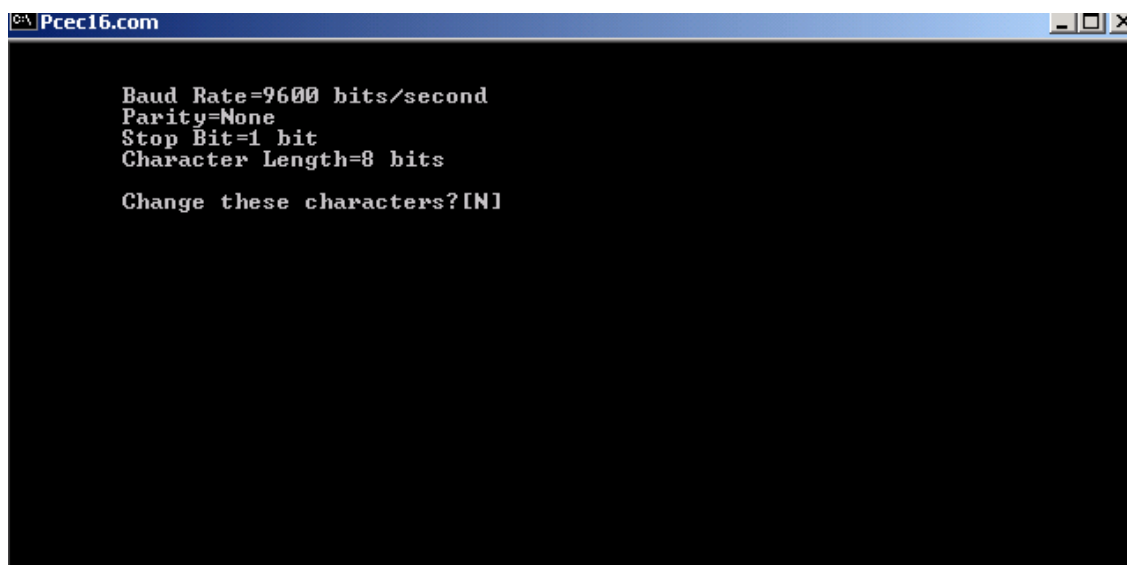 Pcec16.com
Baud Rate=9600 bits/second
Parity=None
Stop Bit=1 bit
Character Length=8 bits
Change these characters?[N]